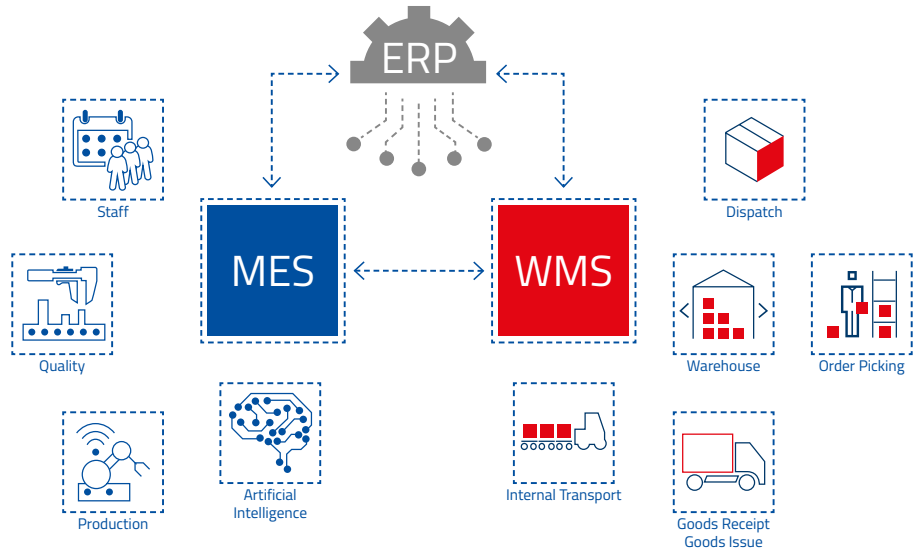 ERP
Staff
Dispatch
MES
WMS
Quality
Warehouse
Order Picking
Production
Artificial
Intelligence
Internal Transport
Goods Receipt
Goods Issue